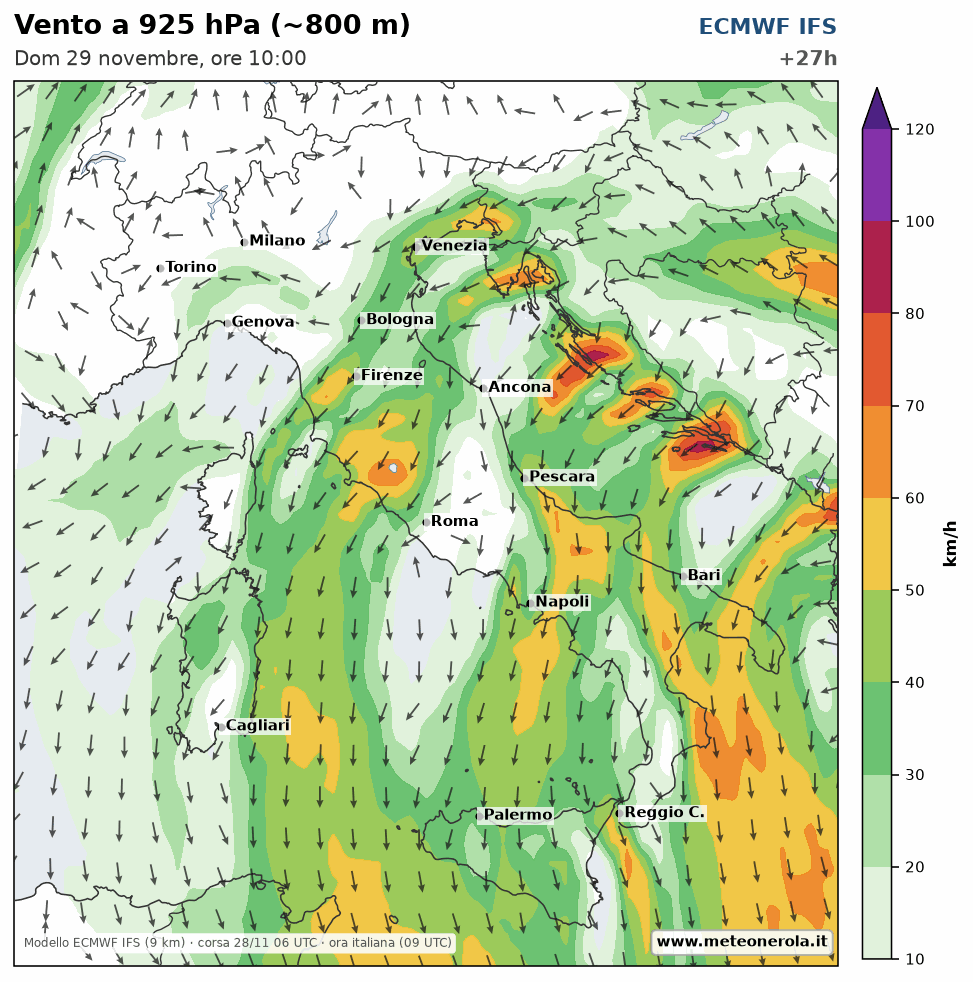 Vento a 925 hPa (~800 m)
ECMWF IFS
Dom 29 novembre, ore 10:00
+27h
Milano
Venezia
Torino
Genova
Bologna
Firenze
Ancona
Pescara
Roma
Bari
Napoli
Cagliari
Palermo
Reggio C.
120
100
80
70
60
50
40
30
20
10
km/h
Modello ECMWF IFS (9 km) · corsa 28/11 06 UTC · ora italiana (09 UTC)
www.meteonerola.it